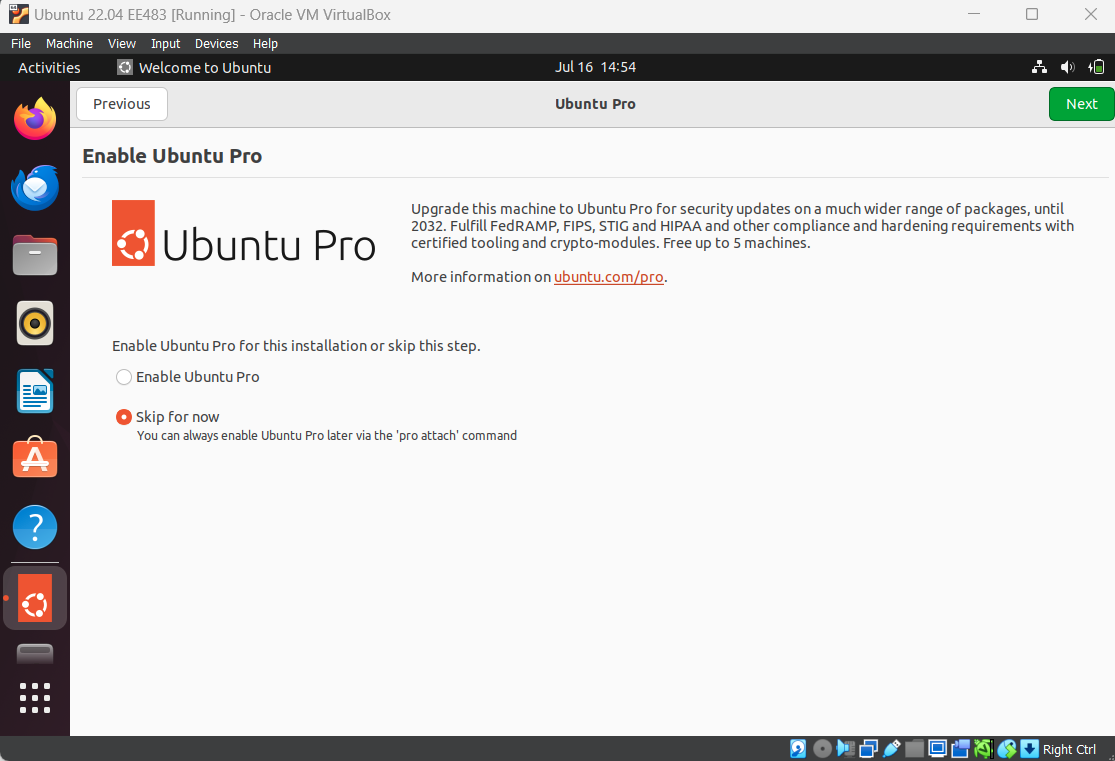 Ubuntu 22.04 EE483 [Running] - Oracle VM VirtualBox
File Machine View Input Devices Help
Activities Welcome to Ubuntu Jul 16 14:54
Previous Ubuntu Pro Next
Enable Ubuntu Pro
Ubuntu Pro
Upgrade this machine to Ubuntu Pro for security updates on a much wider range of packages, until
2032. Fulfill FedRAMP, FIPS, STIG and HIPAA and other compliance and hardening requirements with
certified tooling and crypto-modules. Free up to 5 machines.
More information on ubuntu.com/pro.
Enable Ubuntu Pro for this installation or skip this step.
Enable Ubuntu Pro
Skip for now
You can always enable Ubuntu Pro later via the 'pro attach' command
Right Ctrl